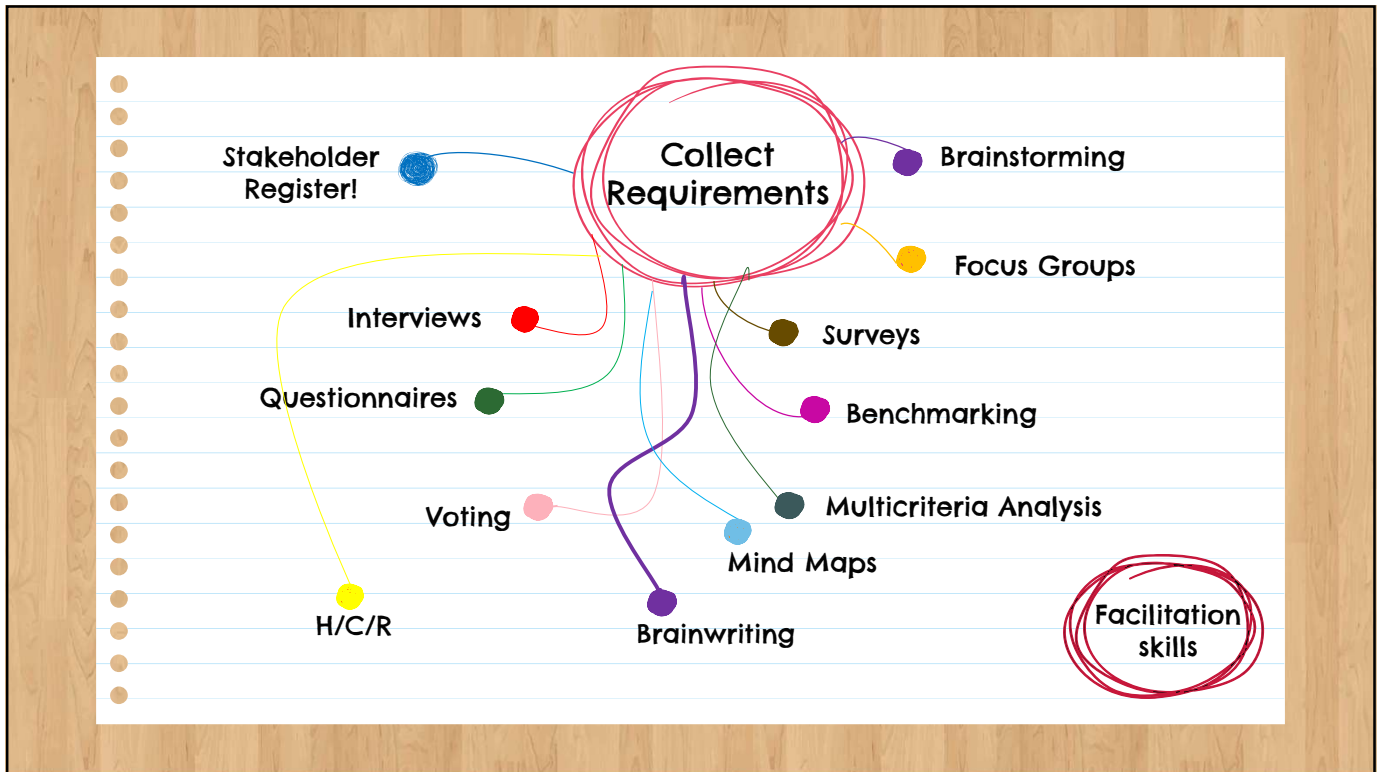 Collect
Requirements
Stakeholder
Register!
Brainstorming
Focus Groups
Interviews
Surveys
Questionnaires
Benchmarking
Voting
Multicriteria Analysis
Mind Maps
H/C/R
Brainwriting
Facilitation
skills